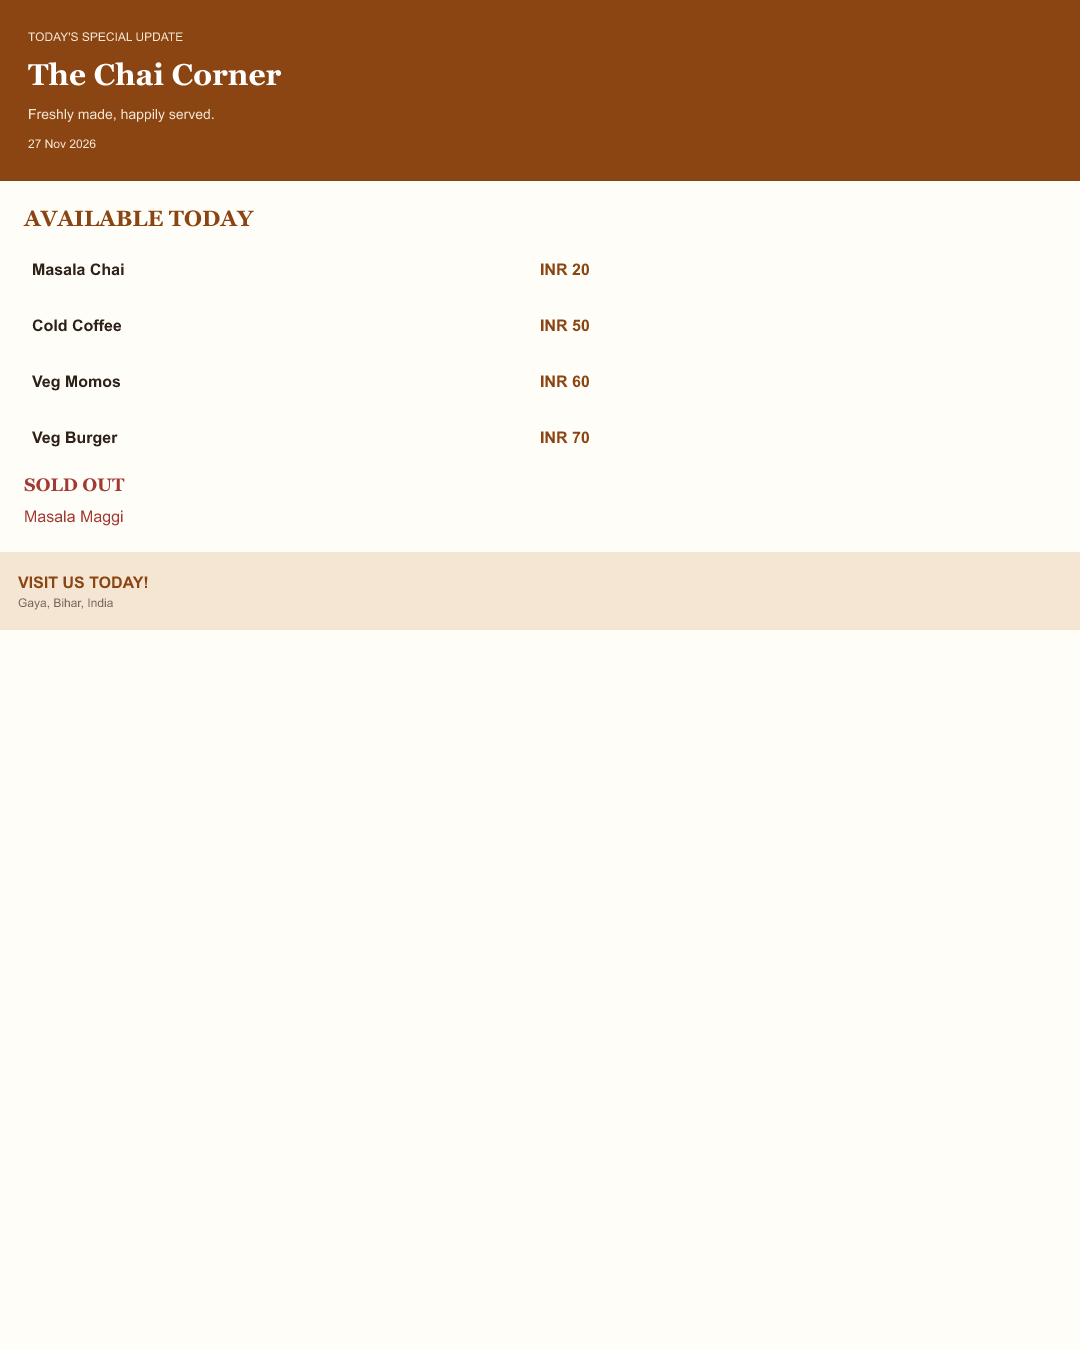 TODAY'S SPECIAL UPDATE
The Chai Corner
Freshly made, happily served.
27 Nov 2026
AVAILABLE TODAY
Masala Chai INR 20
Cold Coffee INR 50
Veg Momos INR 60
Veg Burger INR 70
SOLD OUT
Masala Maggi
VISIT US TODAY!
Gaya, Bihar, India